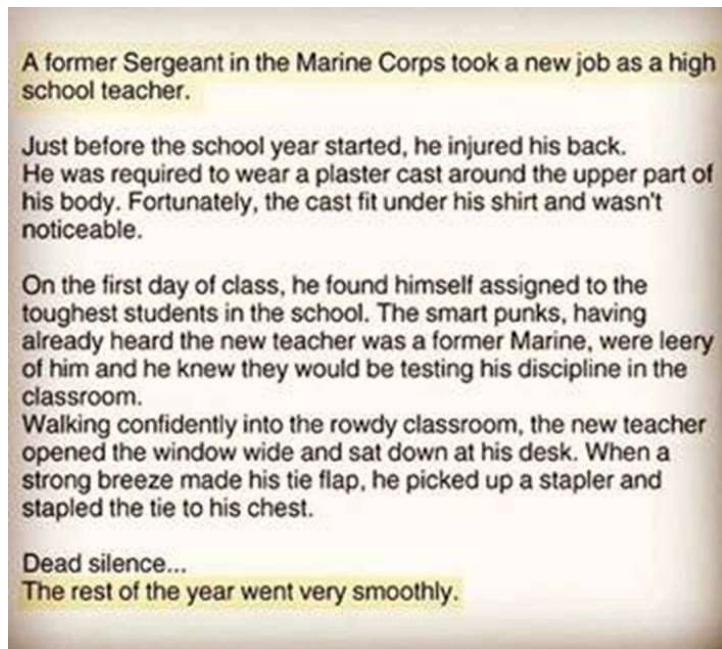 A former Sergeant in the Marine Corps took a new job as a high
school teacher.
Just before the school year started, he injured his back.
He was required to wear a plaster cast around the upper part of
his body. Fortunately, the cast fit under his shirt and wasn't
noticeable.
On the first day of class, he found himself assigned to the
toughest students in the school. The smart punks, having
already heard the new teacher was a former Marine, were leery
of him and he knew they would be testing his discipline in the
classroom.
Walking confidently into the rowdy classroom, the new teacher
opened the window wide and sat down at his desk. When a
strong breeze made his tie flap, he picked up a stapler and
stapled the tie to his chest.
Dead silence...
The rest of the year went very smoothly.